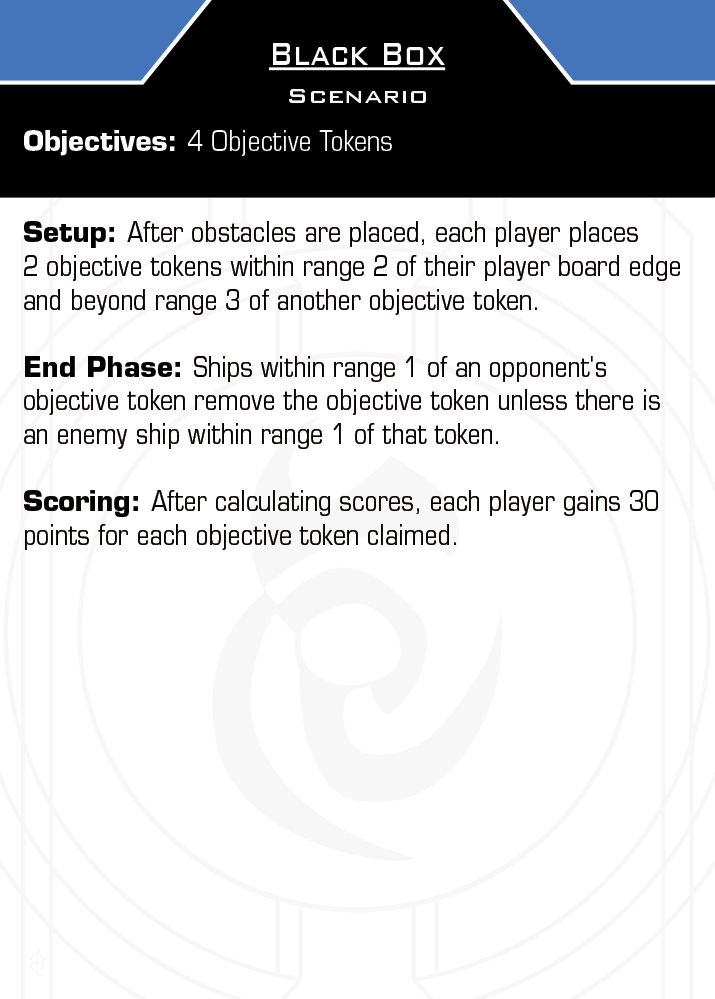 Black Box
Scenario
Objectives: 4 Objective Tokens
Setup: After obstacles are placed, each player places
2 objective tokens within range 2 of their player board edge
and beyond range 3 of another objective token.
End Phase: Ships within range 1 of an opponent's
objective token remove the objective token unless there is
an enemy ship within range 1 of that token.
Scoring: After calculating scores, each player gains 30
points for each objective token claimed.